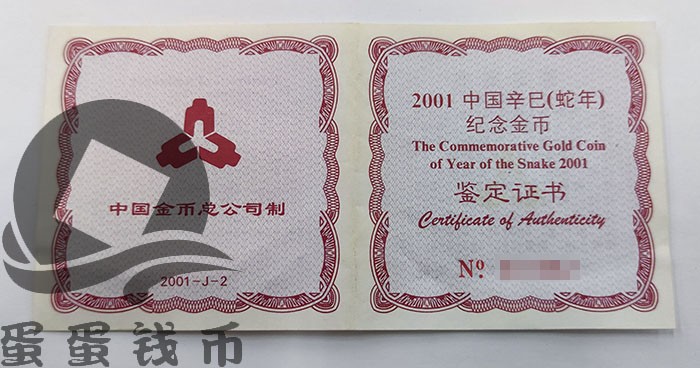 中国金币总公司制
2001-J-2
2001 中国辛巳(蛇年)
纪念金币
The Commemorative Gold Coin
of Year of the Snake 2001
鉴定证书
Certificate of Authenticity
Nº.
蛋蛋钱币